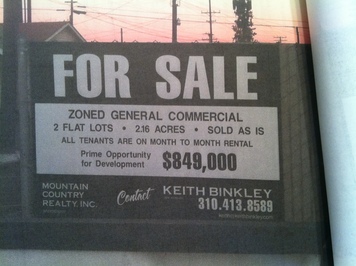 FOR SALE
ZONED GENERAL COMMERCIAL
2 FLAT LOTS • 2.16 ACRES • SOLD AS IS
ALL TENANTS ARE ON MONTH TO MONTH RENTAL
Prime Opportunity
for Development
$849,000
MOUNTAIN
COUNTRY
REALTY, INC.
Contact
KEITH BINKLEY
310.413.8589